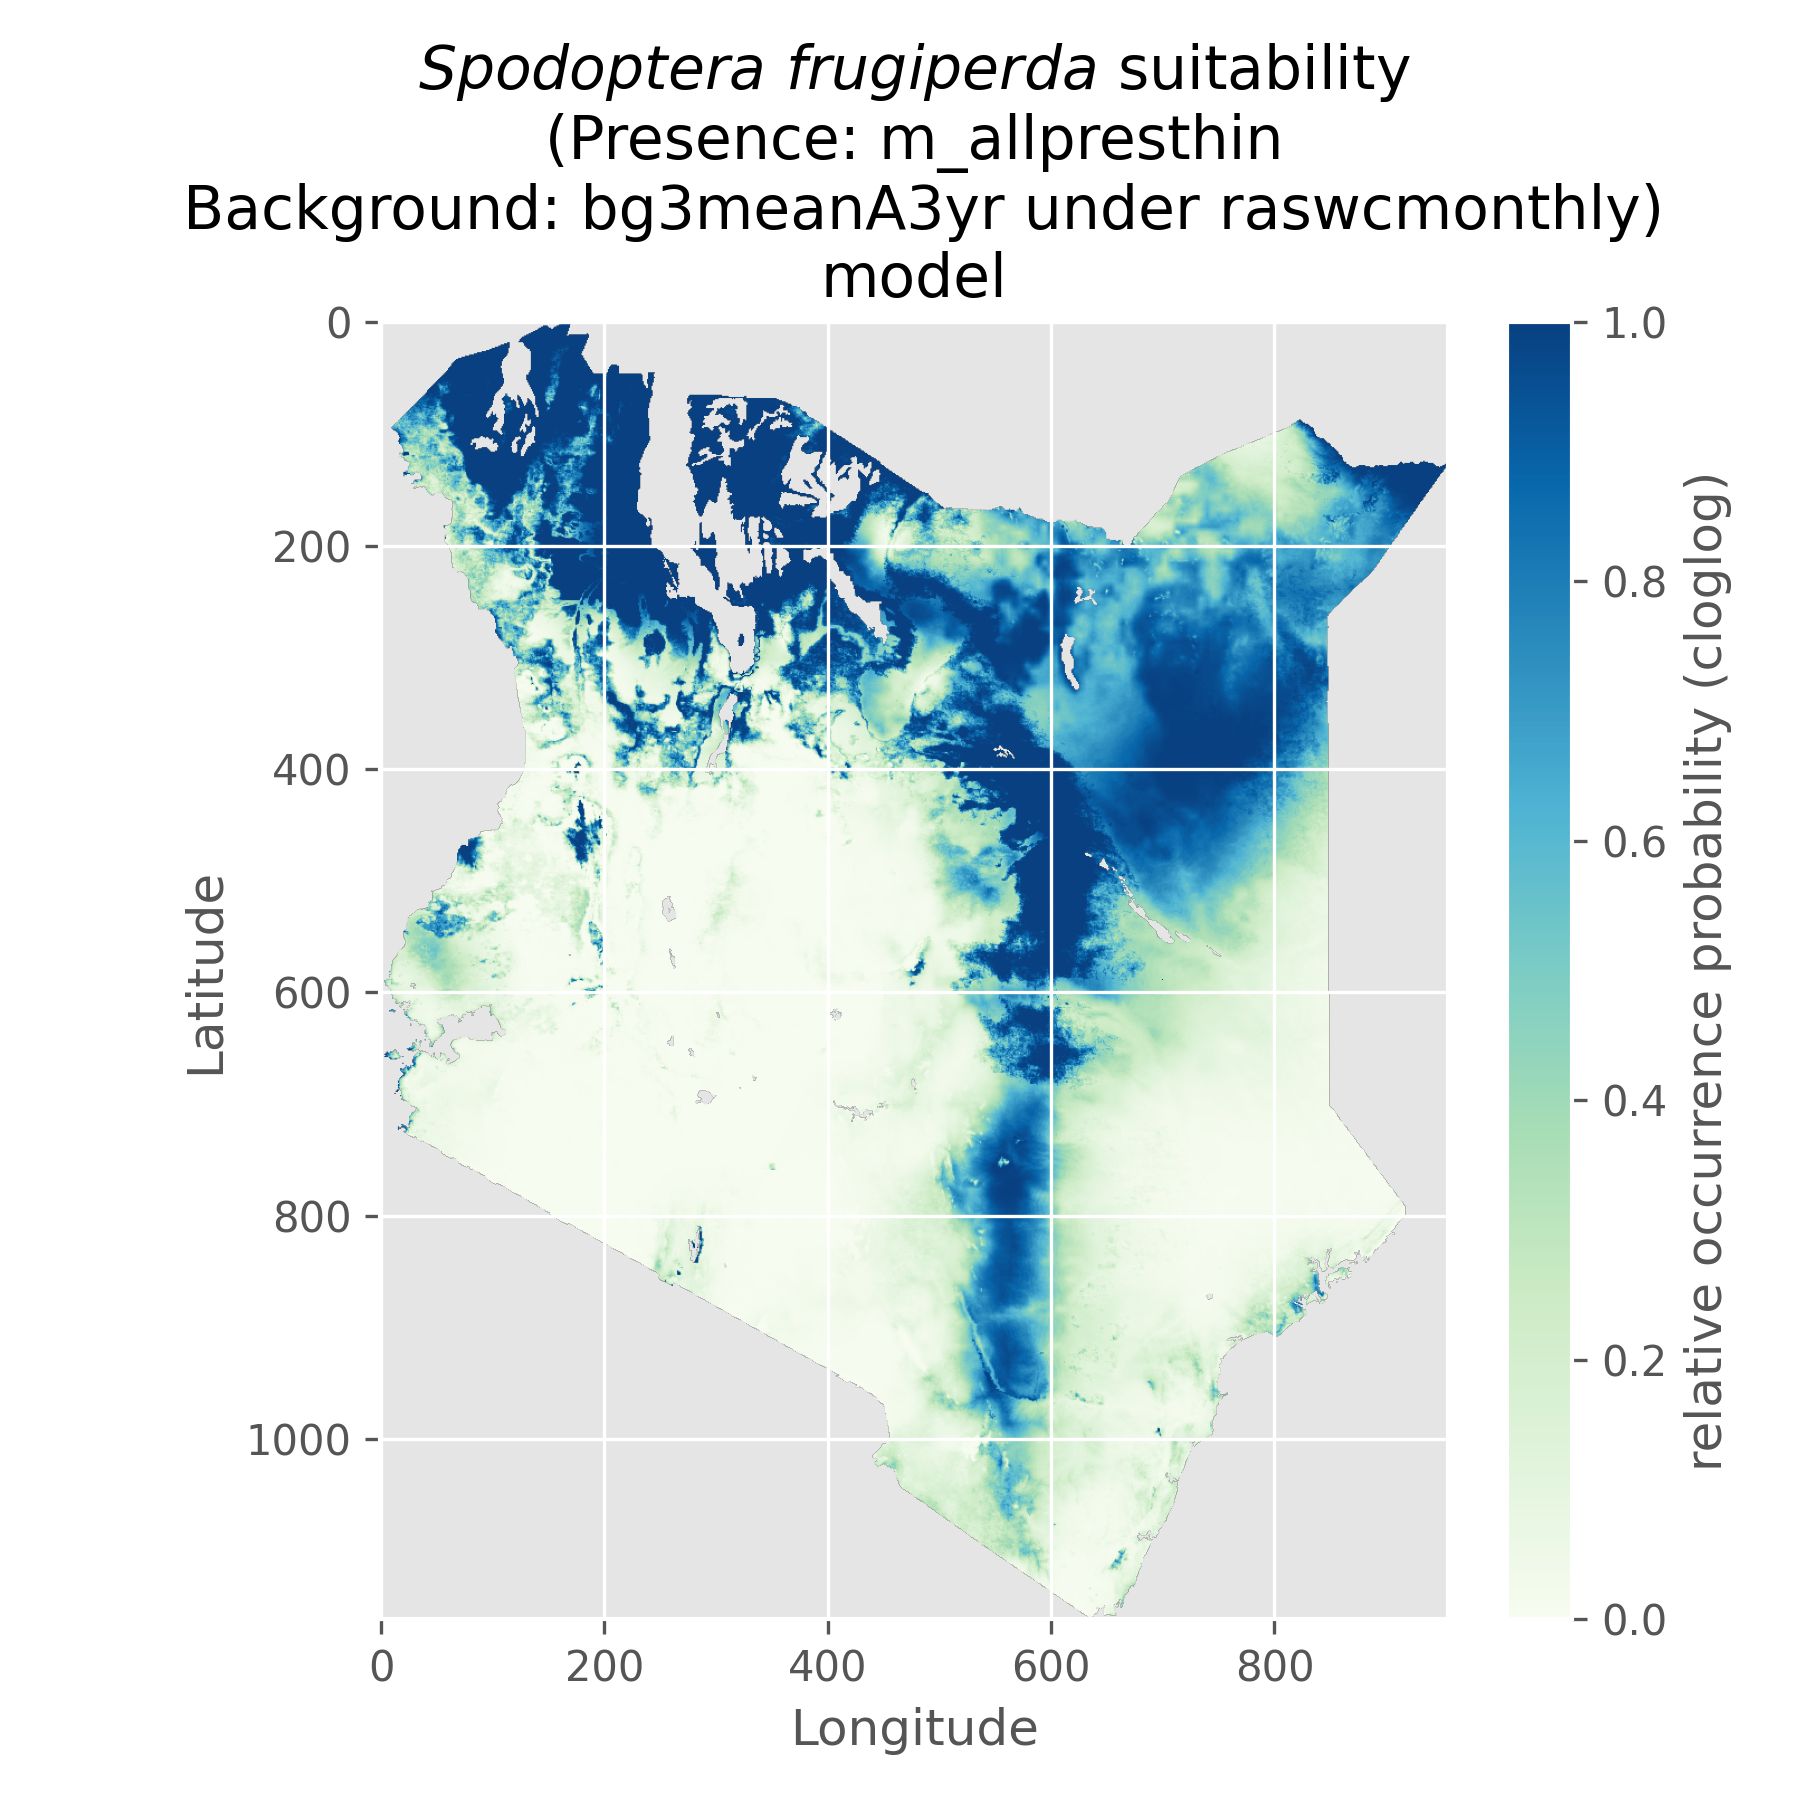 Spodoptera frugiperda suitability
(Presence: m_allpresthin
Background: bg3meanA3yr under raswcmonthly)
model
0
200
400
600
800
1000
Latitude
0
200
400
600
800
Longitude
1.0
0.8
0.6
0.4
0.2
0.0
relative occurrence probability (cloglog)